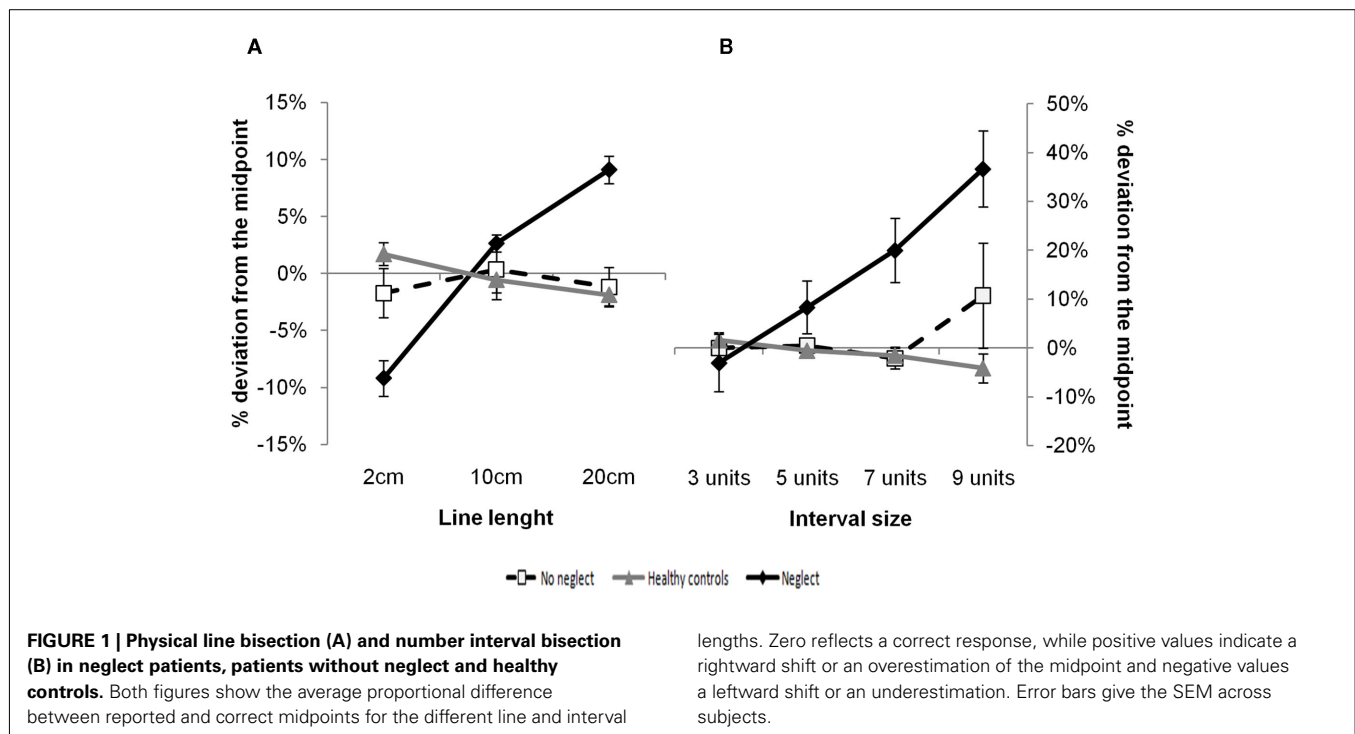 A
B
15%
10%
5%
0%
-5%
-10%
-15%
% deviation from the midpoint
2cm 10cm 20cm
Line lenght
50%
40%
30%
20%
10%
0%
-10%
-20%
% deviation from the midpoint
3 units 5 units 7 units 9 units
Interval size
No neglect Healthy controls Neglect
FIGURE 1 | Physical line bisection (A) and number interval bisection
(B) in neglect patients, patients without neglect and healthy
controls. Both figures show the average proportional difference
between reported and correct midpoints for the different line and interval
lengths. Zero reflects a correct response, while positive values indicate a
rightward shift or an overestimation of the midpoint and negative values
a leftward shift or an underestimation. Error bars give the SEM across
subjects.